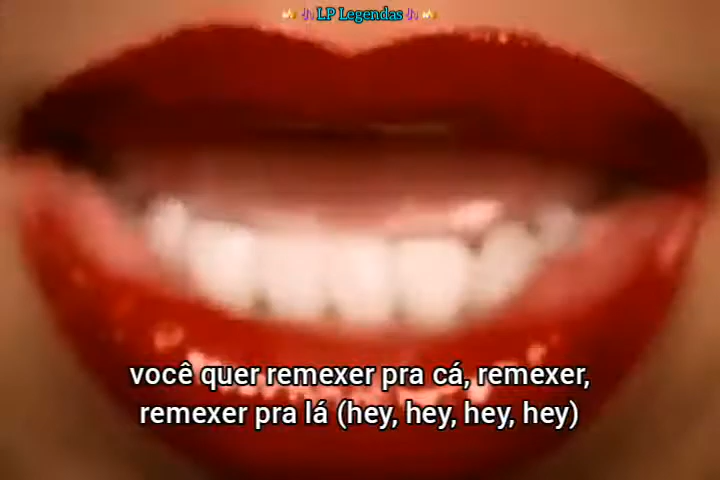 LP Legendas
você quer remexer pra cá, remexer,
remexer pra lá (hey, hey, hey, hey)